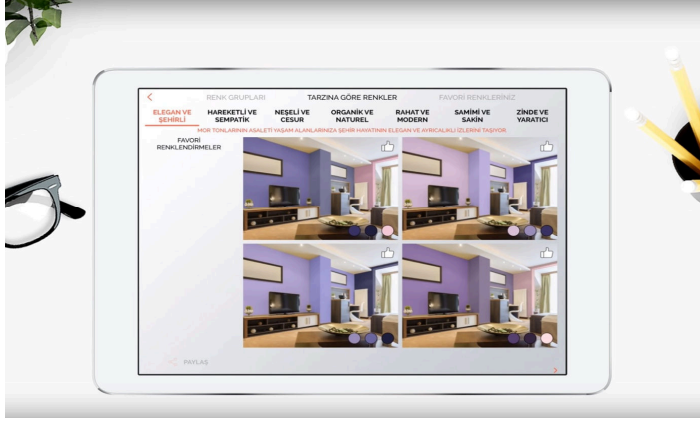 RENK GRUPLARI
TARZINA GÖRE RENKLER
FAVORİ RENKLERİNİZ
ELEGAN VE
ŞEHİRLİ
HAREKETLİ VE
SEMPATİK
NEŞELİ VE
CESUR
ORGANİK VE
NATUREL
RAHAT VE
MODERN
SAMİMİ VE
SAKİN
ZİNDE VE
YARATICI
MOR TONLARININ ASALETİ YAŞAM ALANLARINIZA ŞEHİR HAYATININ ELEGAN VE AYRICALIKLI İZLERİNİ TAŞIYOR.
FAVORİ
RENKLENDİRMELER
PAYLAŞ